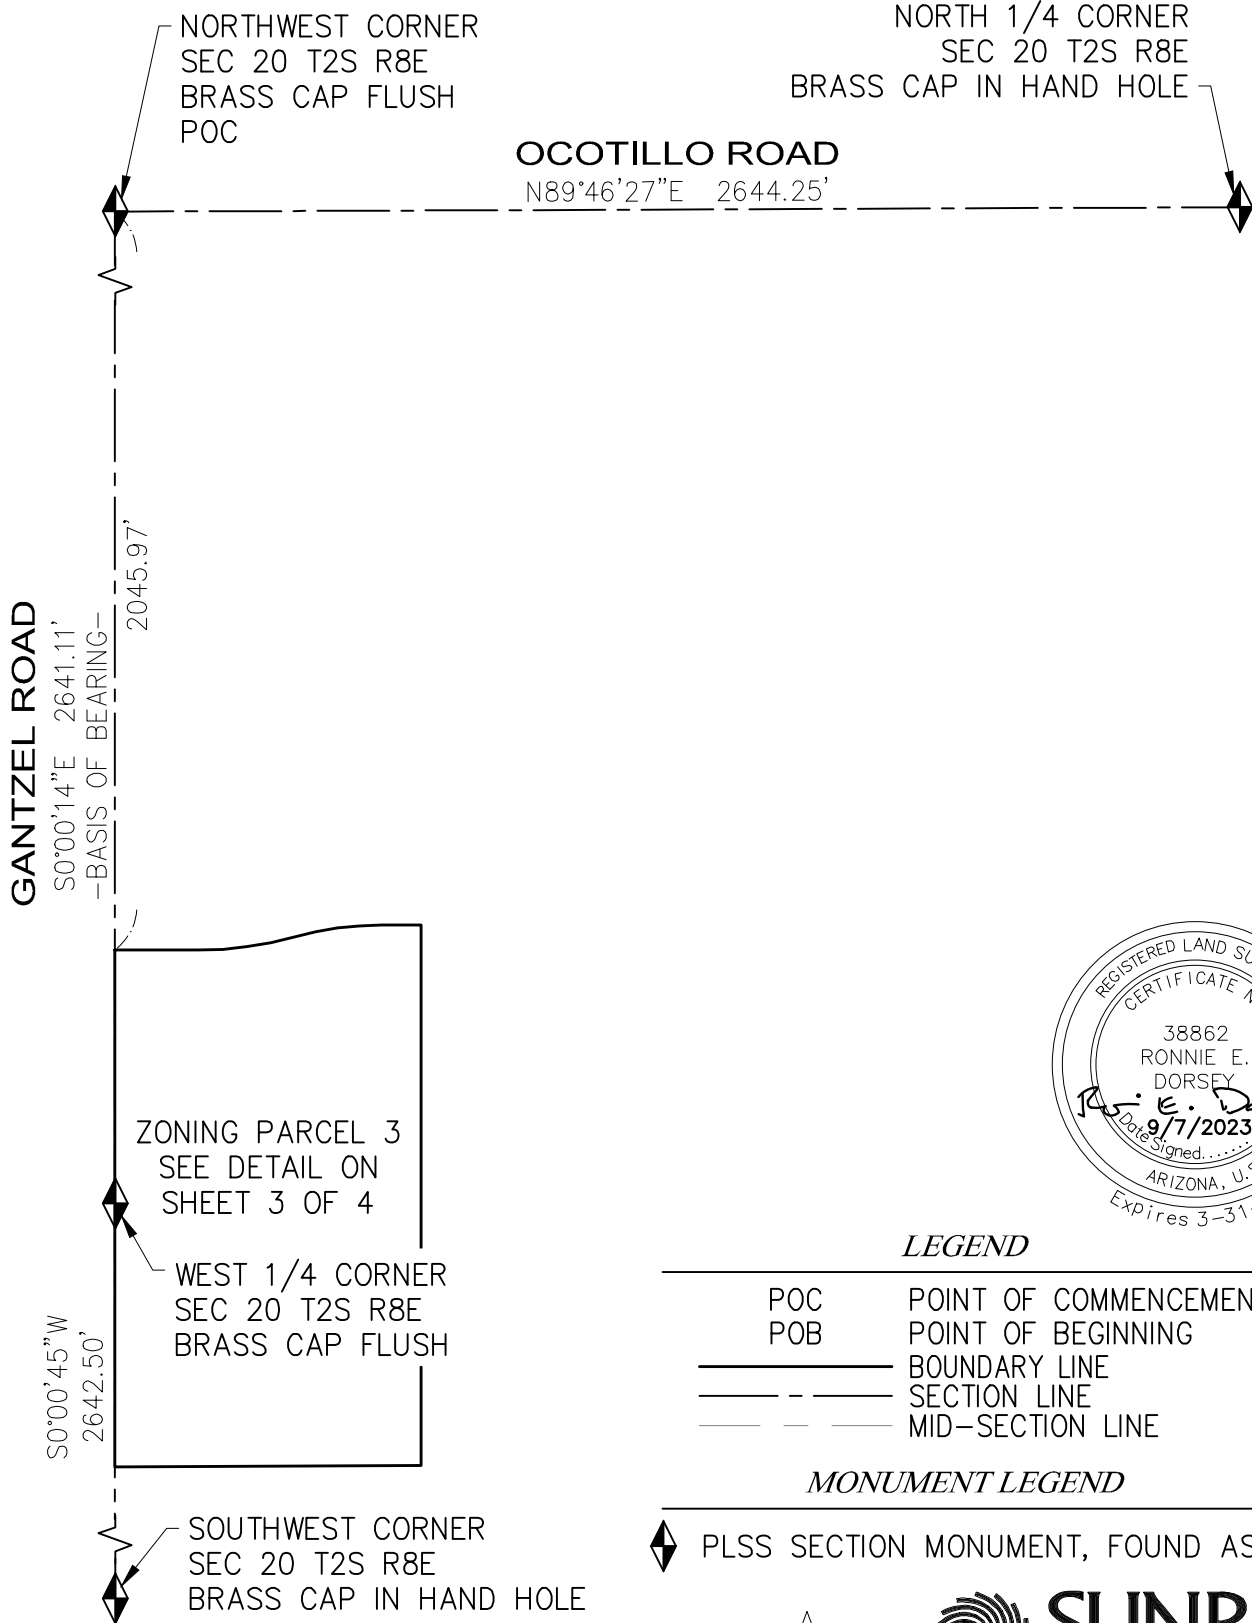 NORTHWEST CORNER
SEC 20 T2S R8E
BRASS CAP FLUSH
POC
NORTH 1/4 CORNER
SEC 20 T2S R8E
BRASS CAP IN HAND HOLE
OCOTILLO ROAD
N89°46'27"E 2644.25'
2045.97'
GANTZEL ROAD
S0°00'14"E 2641.11'
-BASIS OF BEARING-
ZONING PARCEL 3
SEE DETAIL ON
SHEET 3 OF 4
WEST 1/4 CORNER
SEC 20 T2S R8E
BRASS CAP FLUSH
S0°00'45"W
2642.50'
SOUTHWEST CORNER
SEC 20 T2S R8E
BRASS CAP IN HAND HOLE
REGISTERED LAND SU
CERTIFICATE N
38862
RONNIE E.
DORSEY
9/7/2023
Date Signed........
ARIZONA, U.S
Expires 3-31-
LEGEND
POC POINT OF COMMENCEMEN
POB POINT OF BEGINNING
BOUNDARY LINE
SECTION LINE
MID-SECTION LINE
MONUMENT LEGEND
PLSS SECTION MONUMENT, FOUND AS